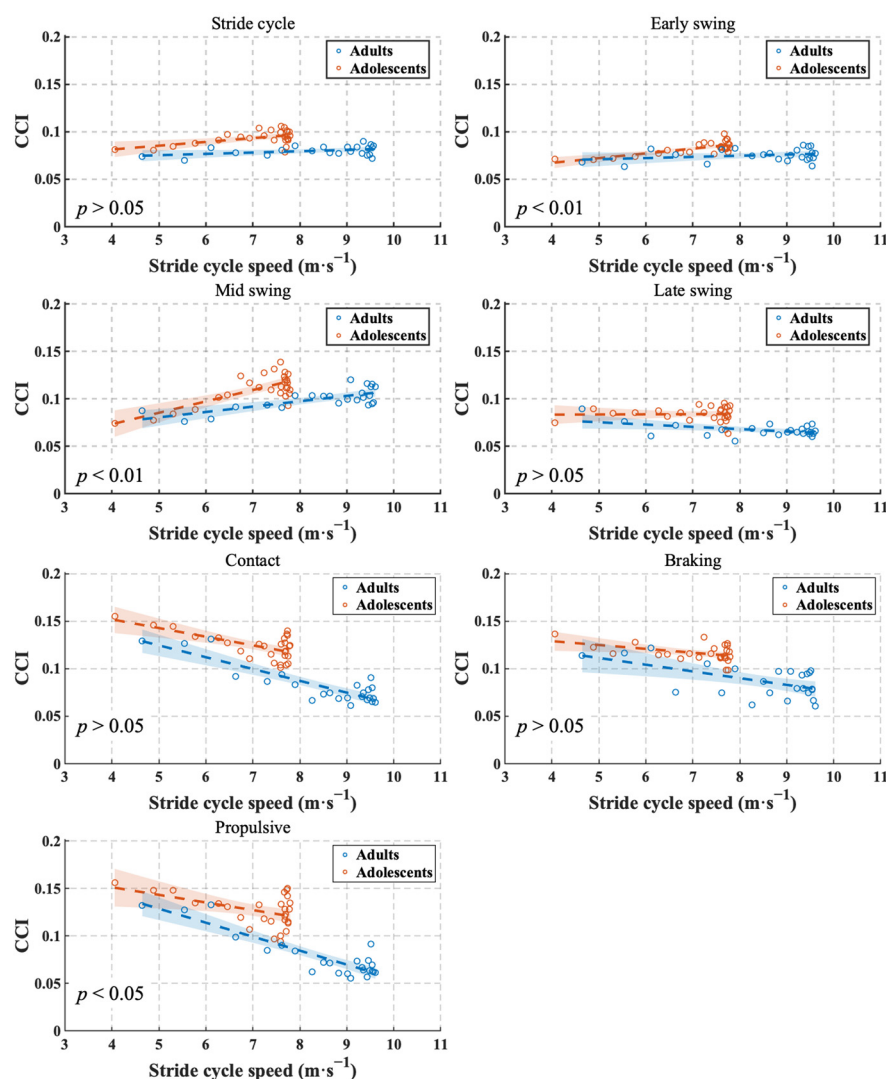 Stride cycle
0.2
0.15
0.1
0.05
0
CCI
Adults
Adolescents
p > 0.05
3 4 5 6 7 8 9 10 11
Stride cycle speed (m·s⁻¹)
Early swing
0.2
0.15
0.1
0.05
0
CCI
Adults
Adolescents
p < 0.01
3 4 5 6 7 8 9 10 11
Stride cycle speed (m·s⁻¹)
Mid swing
0.2
0.15
0.1
0.05
0
CCI
Adults
Adolescents
p < 0.01
3 4 5 6 7 8 9 10 11
Stride cycle speed (m·s⁻¹)
Late swing
0.2
0.15
0.1
0.05
0
CCI
Adults
Adolescents
p > 0.05
3 4 5 6 7 8 9 10 11
Stride cycle speed (m·s⁻¹)
Contact
0.2
0.15
0.1
0.05
0
CCI
Adults
Adolescents
p > 0.05
3 4 5 6 7 8 9 10 11
Stride cycle speed (m·s⁻¹)
Braking
0.2
0.15
0.1
0.05
0
CCI
Adults
Adolescents
p > 0.05
3 4 5 6 7 8 9 10 11
Stride cycle speed (m·s⁻¹)
Propulsive
0.2
0.15
0.1
0.05
0
CCI
Adults
Adolescents
p < 0.05
3 4 5 6 7 8 9 10 11
Stride cycle speed (m·s⁻¹)